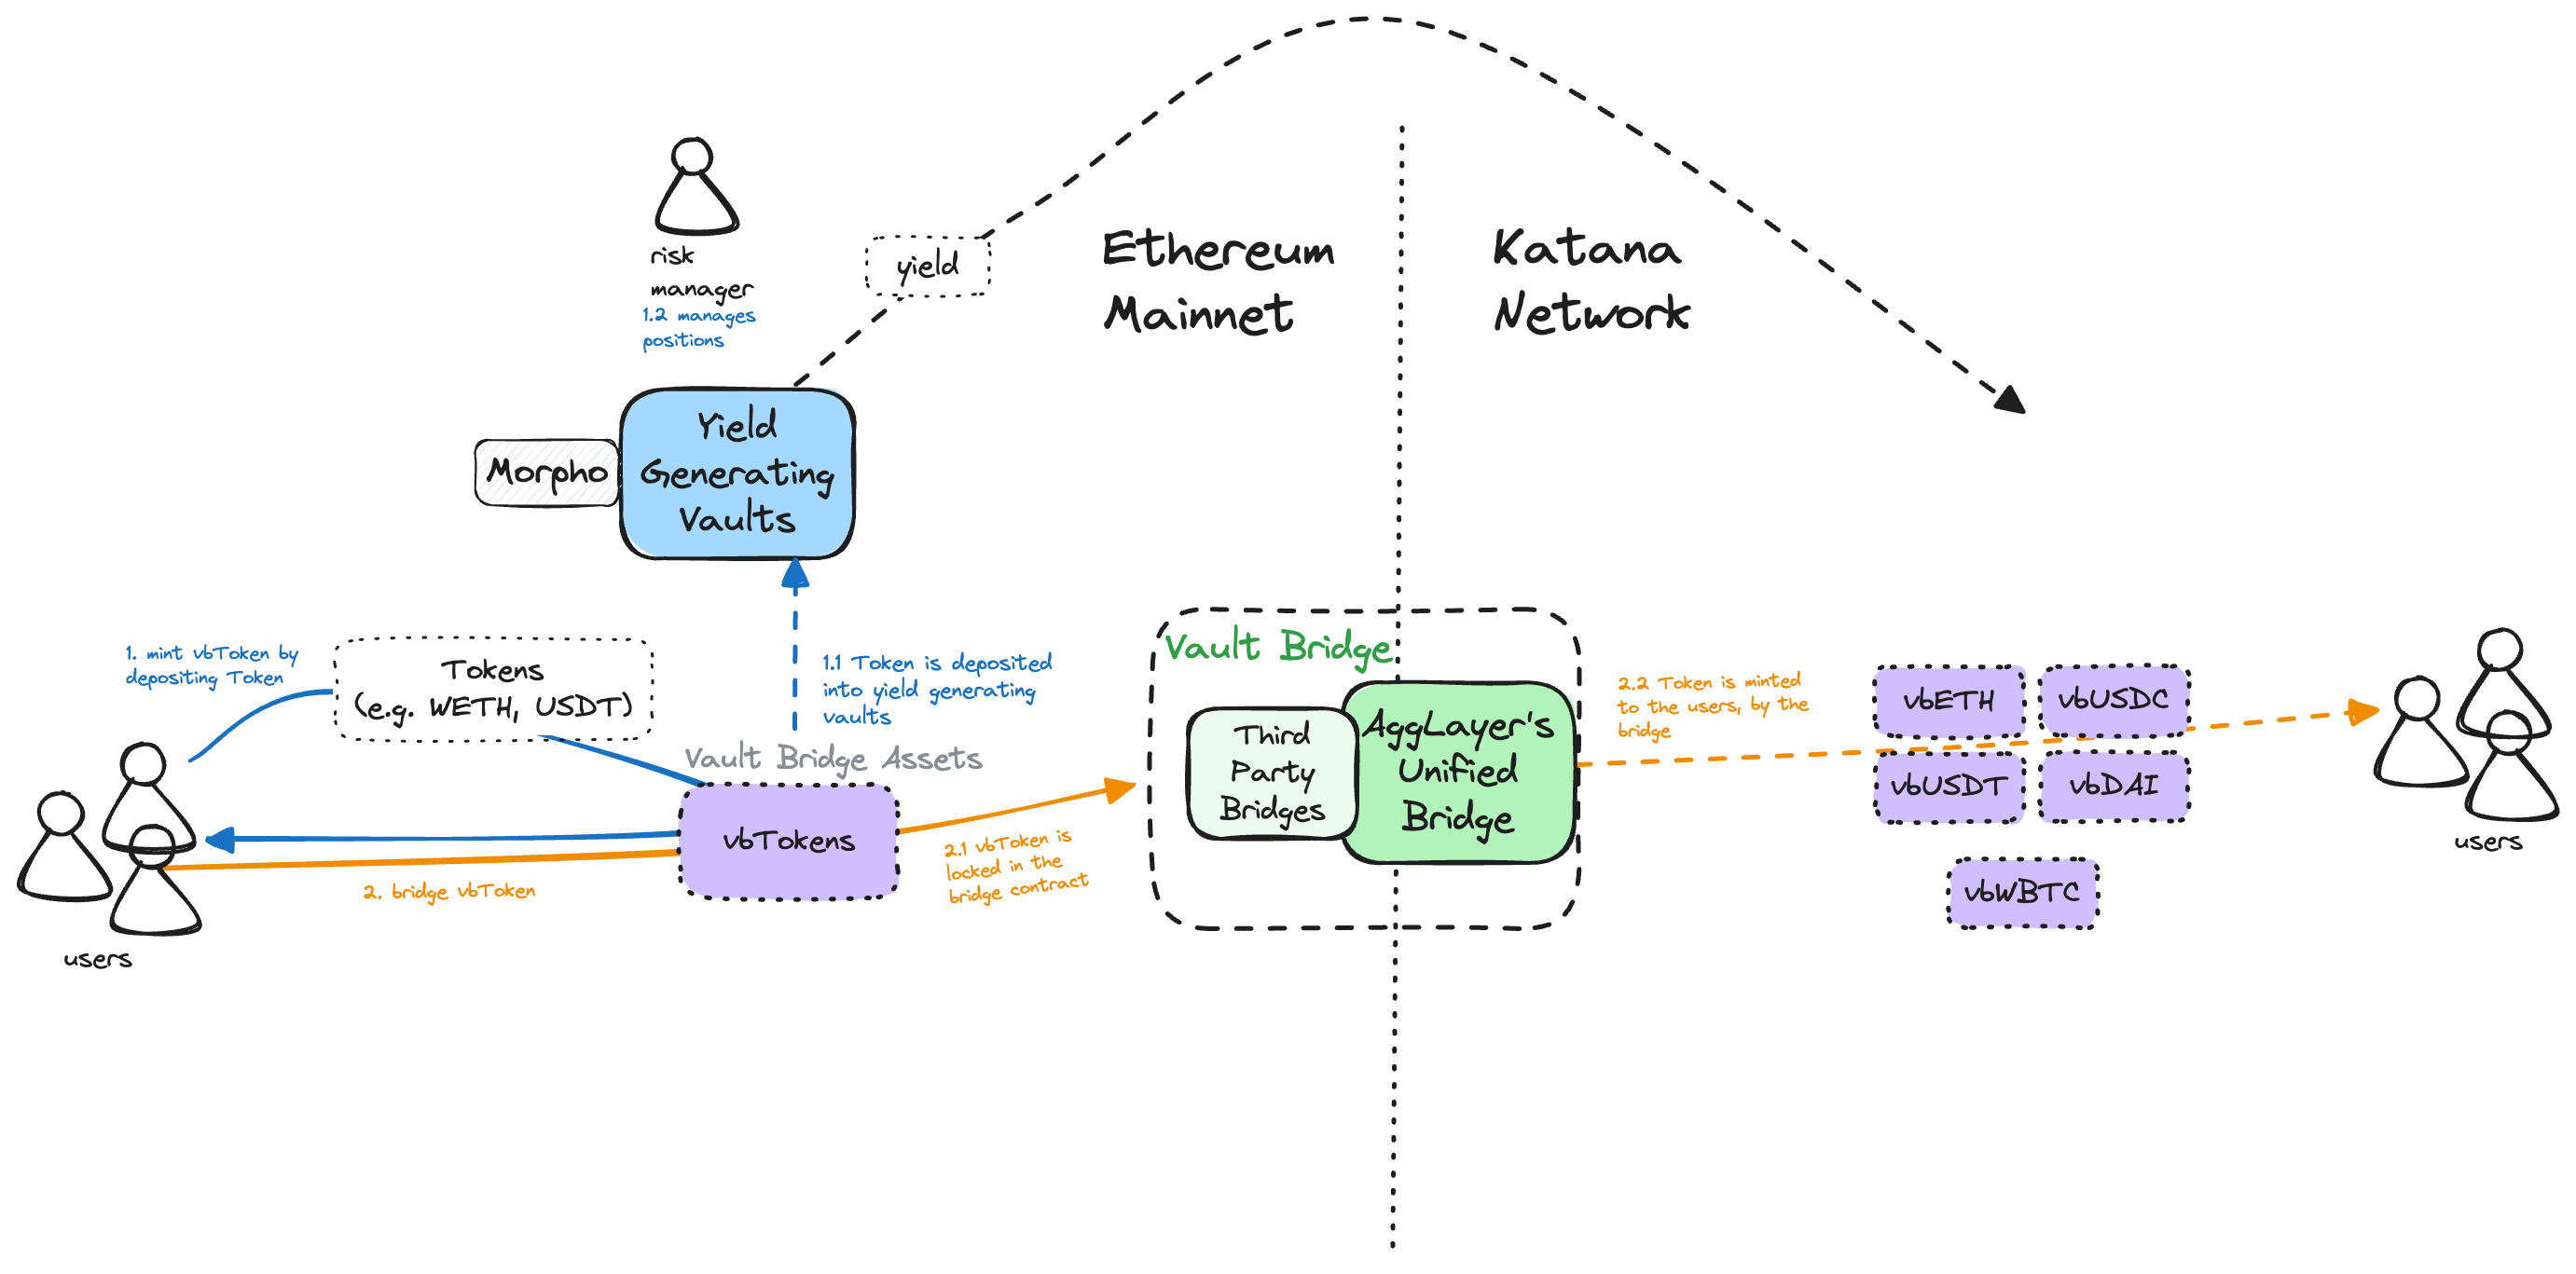 risk
manager
1.2 manages
positions
yield
Ethereum
Mainnet
Katana
Network
Morpho
Yield
Generating
Vaults
1. mint vbToken by
depositing Token
Tokens
(e.g. WETH, USDT)
1.1 Token is deposited
into yield generating
vaults
Vault Bridge Assets
vbTokens
2. bridge vbToken
2.1 vbToken is
locked in the
bridge contract
users
Vault Bridge
Third
Party
Bridges
AggLayer's
Unified
Bridge
2.2 Token is minted
to the users, by the
bridge
vbETH
vbUSDC
vbUSDT
vbDAI
vbWBTC
users